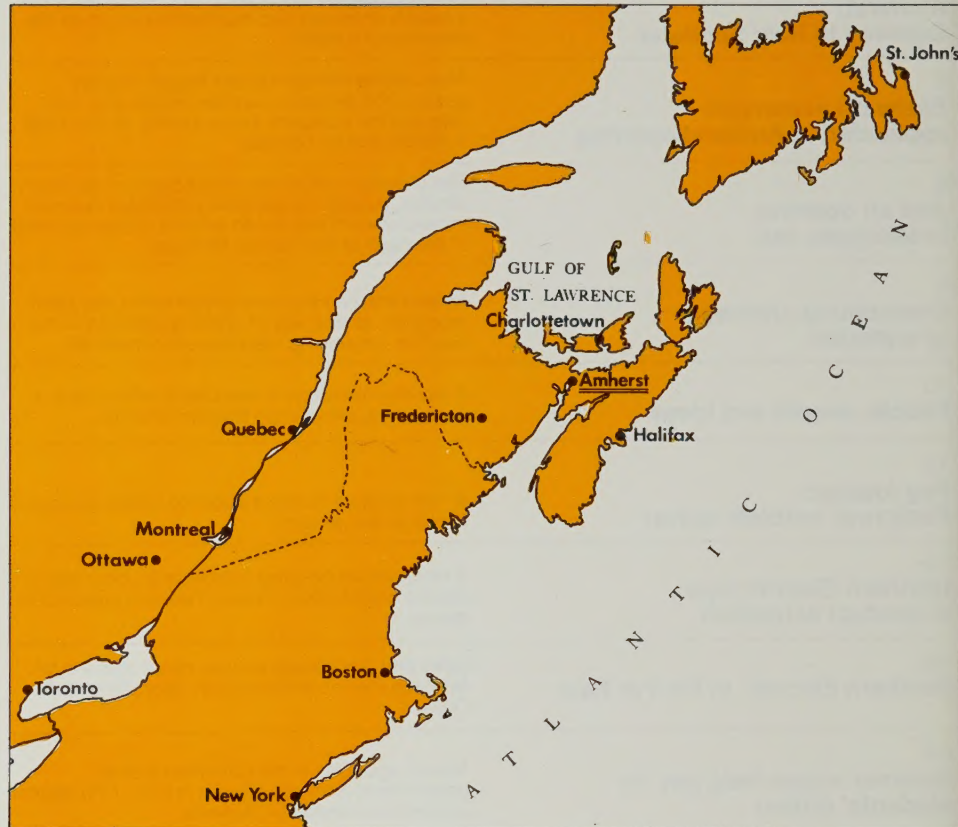 St. John's
GULF OF
ST. LAWRENCE
Charlottetown
Amherst
Fredericton
Quebec
Halifax
Montreal
Ottawa
Boston
Toronto
New York
ATLANTIC OCEAN